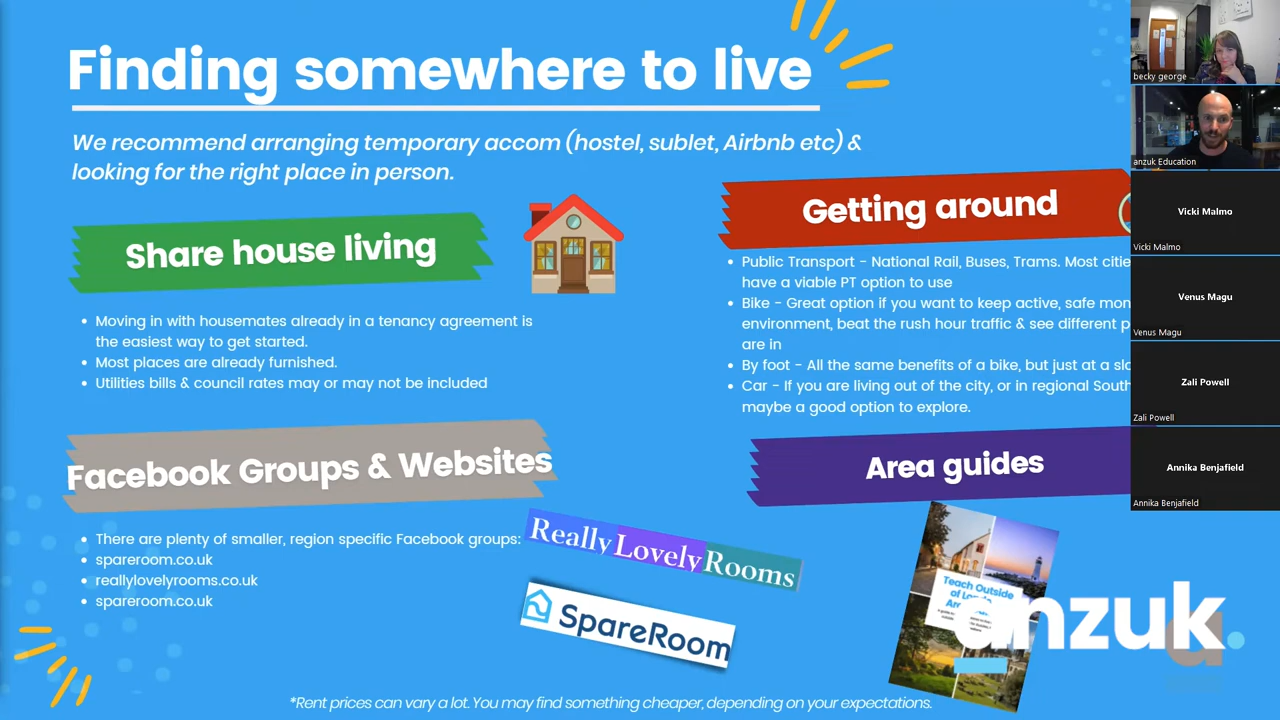 Finding somewhere to live
We recommend arranging temporary accom (hostel, sublet, Airbnb etc) &
looking for the right place in person.
Share house living
Moving in with housemates already in a tenancy agreement is
the easiest way to get started.
Most places are already furnished.
Utilities bills & council rates may or may not be included
Facebook Groups & Websites
There are plenty of smaller, region specific Facebook groups:
spareroom.co.uk
reallylovelyrooms.co.uk
spareroom.co.uk
Really Lovely Rooms
SpareRoom
Getting around
Public Transport - National Rail, Buses, Trams. Most citie
have a viable PT option to use
Bike - Great option if you want to keep active, safe mon
environment, beat the rush hour traffic & see different p
are in
By foot - All the same benefits of a bike, but just at a slo
Car - If you are living out of the city, or in regional South
maybe a good option to explore.
Area guides
Teach Outside
anzuk.
*Rent prices can vary a lot. You may find something cheaper, depending on your expectations.
becky george
anzuk Education
Vicki Malmo
Vicki Malmo
Venus Magu
Venus Magu
Zali Powell
Zali Powell
Annika Benjafield
Annika Benjafield